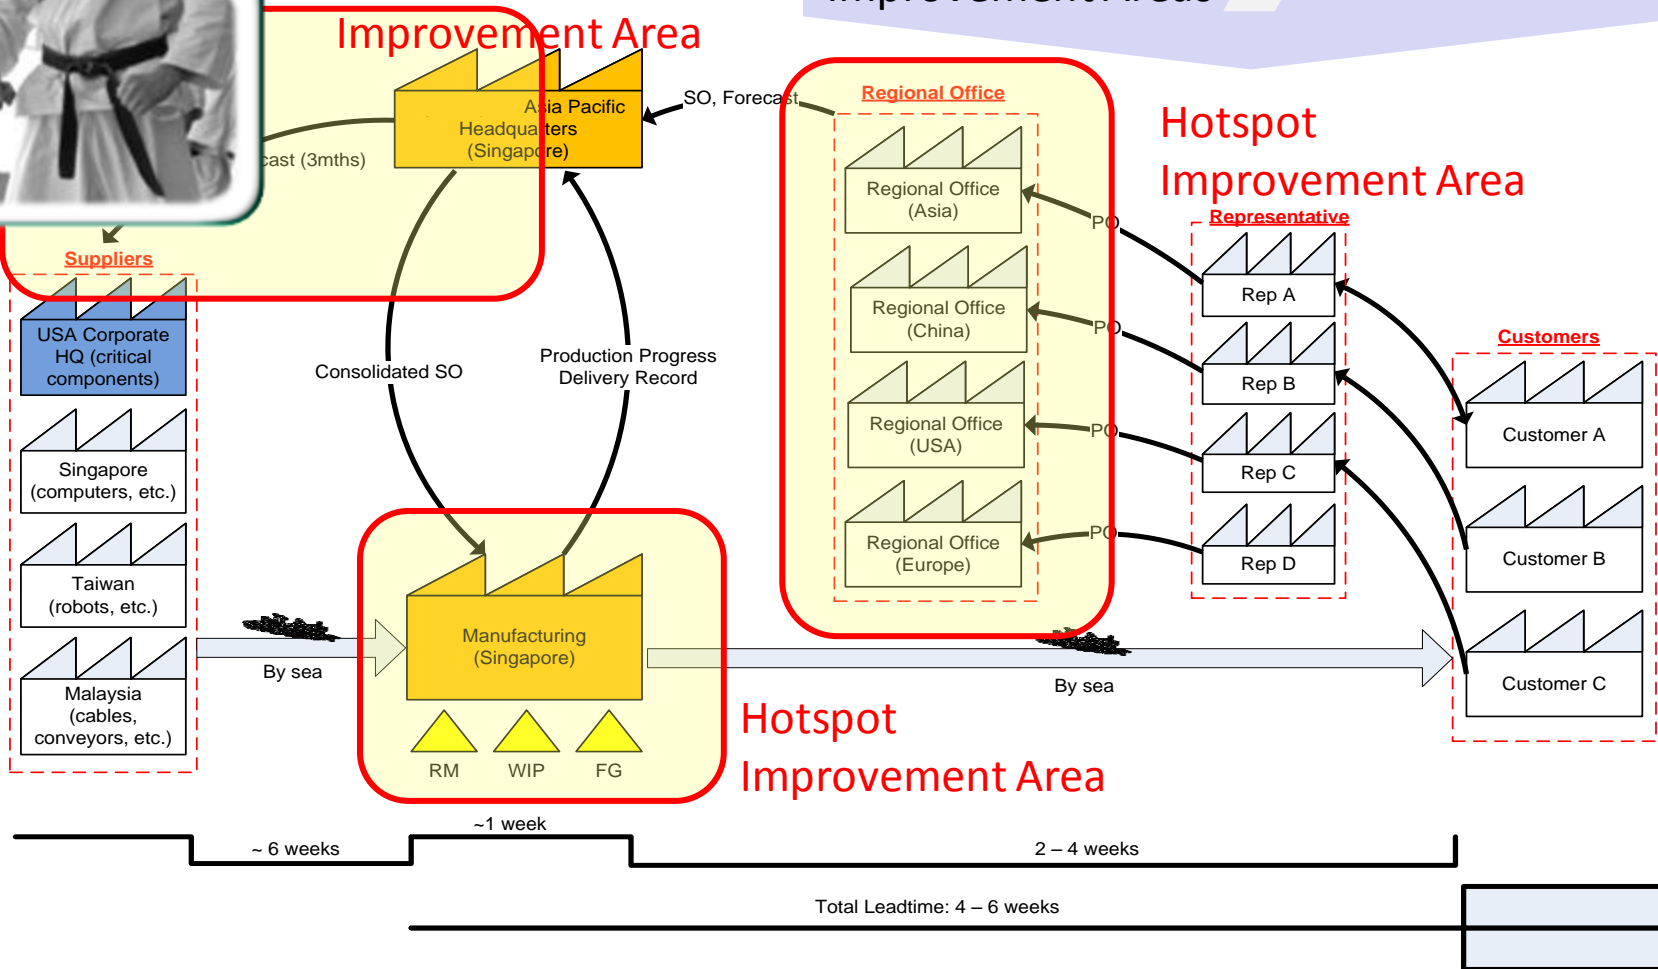 Improvement Areas
Improvement Area
Asia Pacific
Headquarters
(Singapore)
SO, Forecast
cast (3mths)
Regional Office
Regional Office
(Asia)
Regional Office
(China)
Regional Office
(USA)
Regional Office
(Europe)
Hotspot
Improvement Area
PO
PO
PO
PO
Representative
Rep A
Rep B
Rep C
Rep D
Customers
Customer A
Customer B
Customer C
Suppliers
USA Corporate
HQ (critical
components)
Singapore
(computers, etc.)
Taiwan
(robots, etc.)
Malaysia
(cables,
conveyors, etc.)
Consolidated SO
Production Progress
Delivery Record
By sea
Manufacturing
(Singapore)
RM
WIP
FG
By sea
Hotspot
Improvement Area
~ 6 weeks
~1 week
2 – 4 weeks
Total Leadtime: 4 – 6 weeks